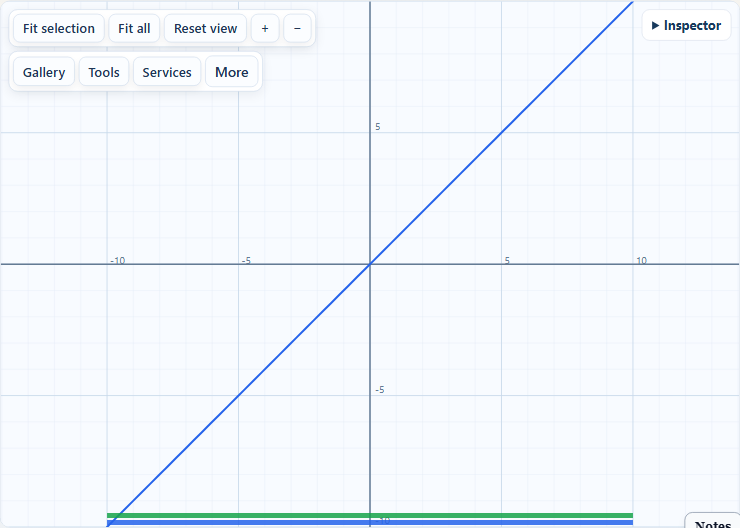 Fit selection Fit all Reset view + −
▶ Inspector
Gallery Tools Services More
5
-10 -5 5 10
-5
-10
Notes